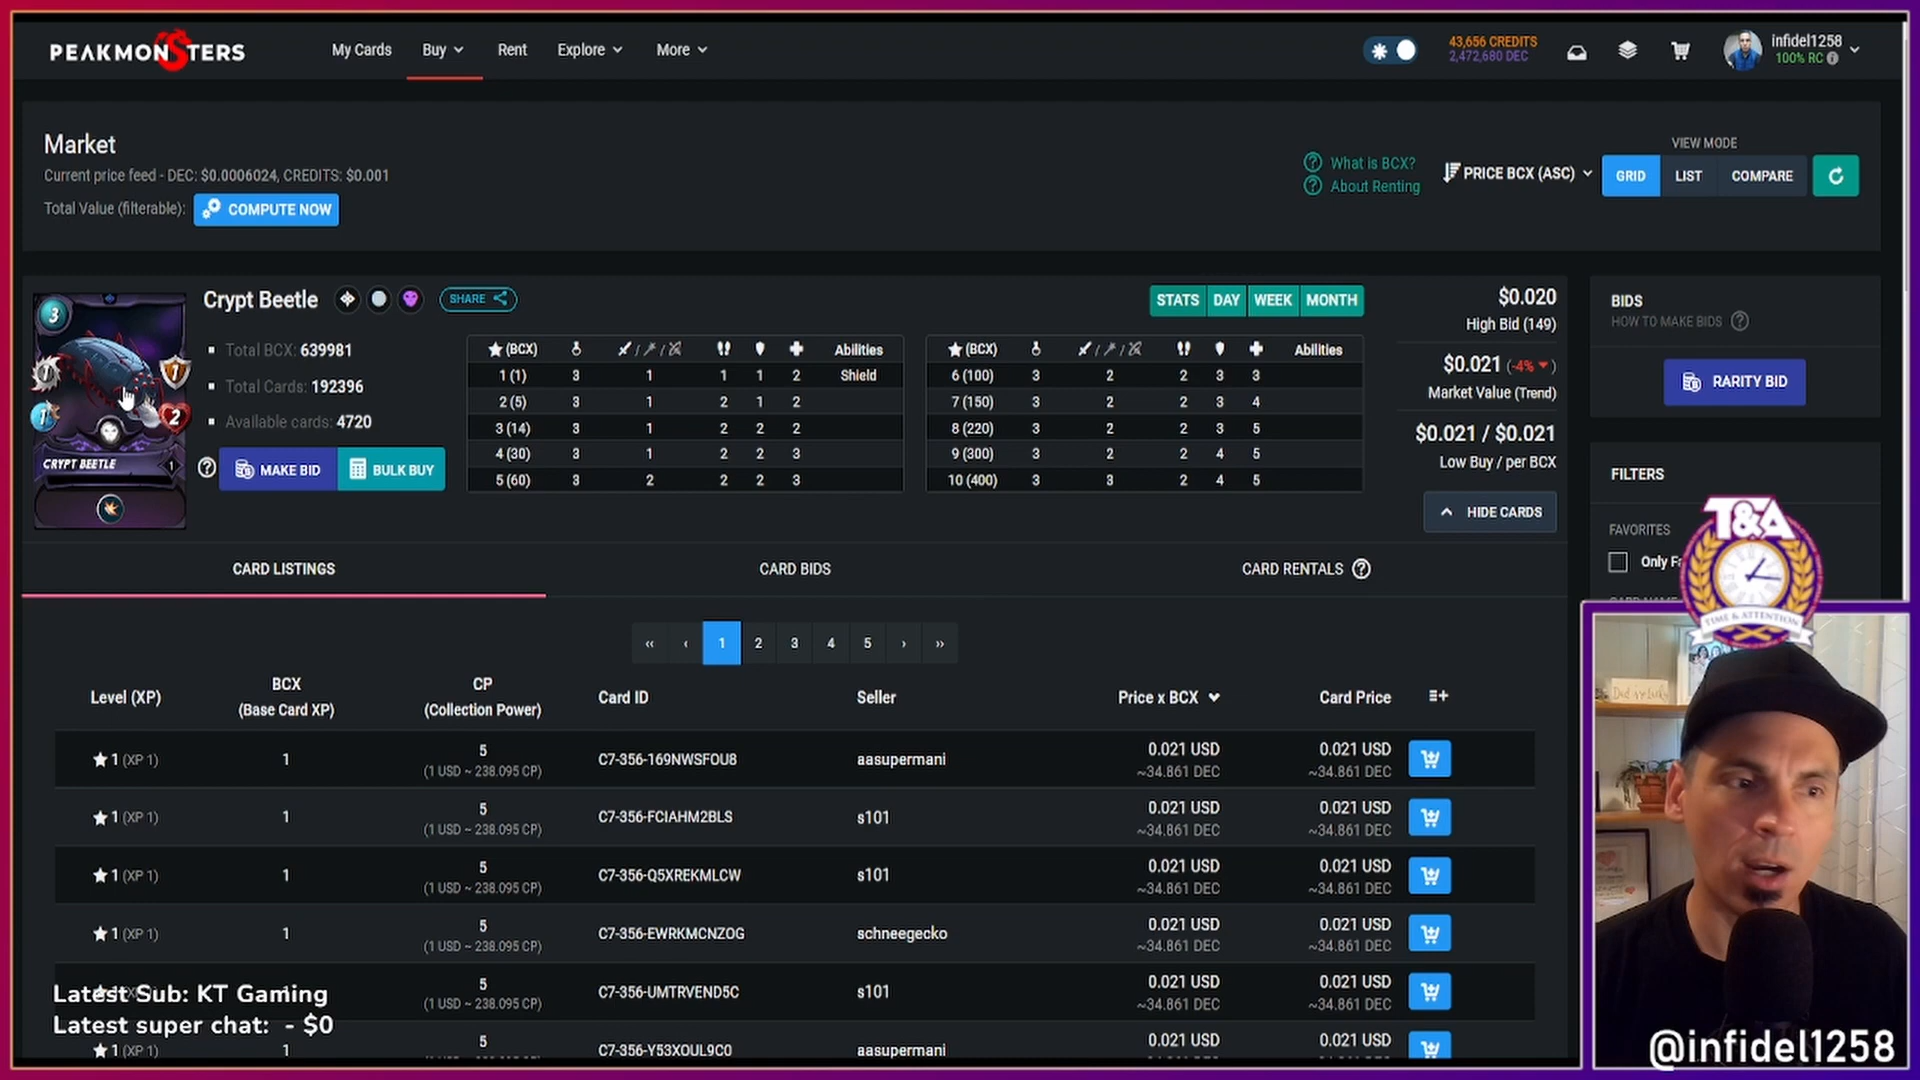 PEAKMONSTERS
My Cards
Buy
Rent
Explore
More
43,656 CREDITS
2,472,680 DEC
infidel1258
100% RC
Market
Current price feed - DEC: $0.0006024, CREDITS: $0.001
Total Value (filterable):
COMPUTE NOW
What is BCX?
About Renting
PRICE BCX (ASC)
VIEW MODE
GRID
LIST
COMPARE
3
1
1
1
2
CRYPT BEETLE
1
Crypt Beetle
SHARE
Total BCX: 639981
Total Cards: 192396
Available cards: 4720
MAKE BID
BULK BUY
STATS
DAY
WEEK
MONTH
(BCX) Abilities
1 (1) 3 1 1 1 2 Shield
2 (5) 3 1 2 1 2
3 (14) 3 1 2 2 2
4 (30) 3 1 2 2 3
5 (60) 3 2 2 2 3
(BCX) Abilities
6 (100) 3 2 2 3 3
7 (150) 3 2 2 3 4
8 (220) 3 2 2 3 5
9 (300) 3 2 2 4 5
10 (400) 3 3 2 4 5
$0.020
High Bid (149)
$0.021 (-4%)
Market Value (Trend)
$0.021 / $0.021
Low Buy / per BCX
HIDE CARDS
BIDS
HOW TO MAKE BIDS
RARITY BID
FILTERS
FAVORITES
Only
CARD LISTINGS
CARD BIDS
CARD RENTALS
« ‹ 1 2 3 4 5 › »
Level (XP)
BCX
(Base Card XP)
CP
(Collection Power)
Card ID
Seller
Price x BCX
Card Price
1 (XP 1) 1 5 C7-356-169NWSFOU8 aasupermani 0.021 USD 0.021 USD
(1 USD ~ 238.095 CP) ~34.861 DEC ~34.861 DEC
1 (XP 1) 1 5 C7-356-FCIAHM2BLS s101 0.021 USD 0.021 USD
(1 USD ~ 238.095 CP) ~34.861 DEC ~34.861 DEC
1 (XP 1) 1 5 C7-356-Q5XREKMLCW s101 0.021 USD 0.021 USD
(1 USD ~ 238.095 CP) ~34.861 DEC ~34.861 DEC
1 (XP 1) 1 5 C7-356-EWRKMCNZOG schneegecko 0.021 USD 0.021 USD
(1 USD ~ 238.095 CP) ~34.861 DEC ~34.861 DEC
5 C7-356-UMTRVEND5C s101 0.021 USD 0.021 USD
(1 USD ~ 238.095 CP) ~34.861 DEC ~34.861 DEC
1 (XP 1) 1 5 C7-356-Y53XOUL9C0 aasupermani 0.021 USD 0.021 USD
Latest Sub: KT Gaming
Latest super chat: - $0
T&A
TIME & ATTENTION
@infidel1258